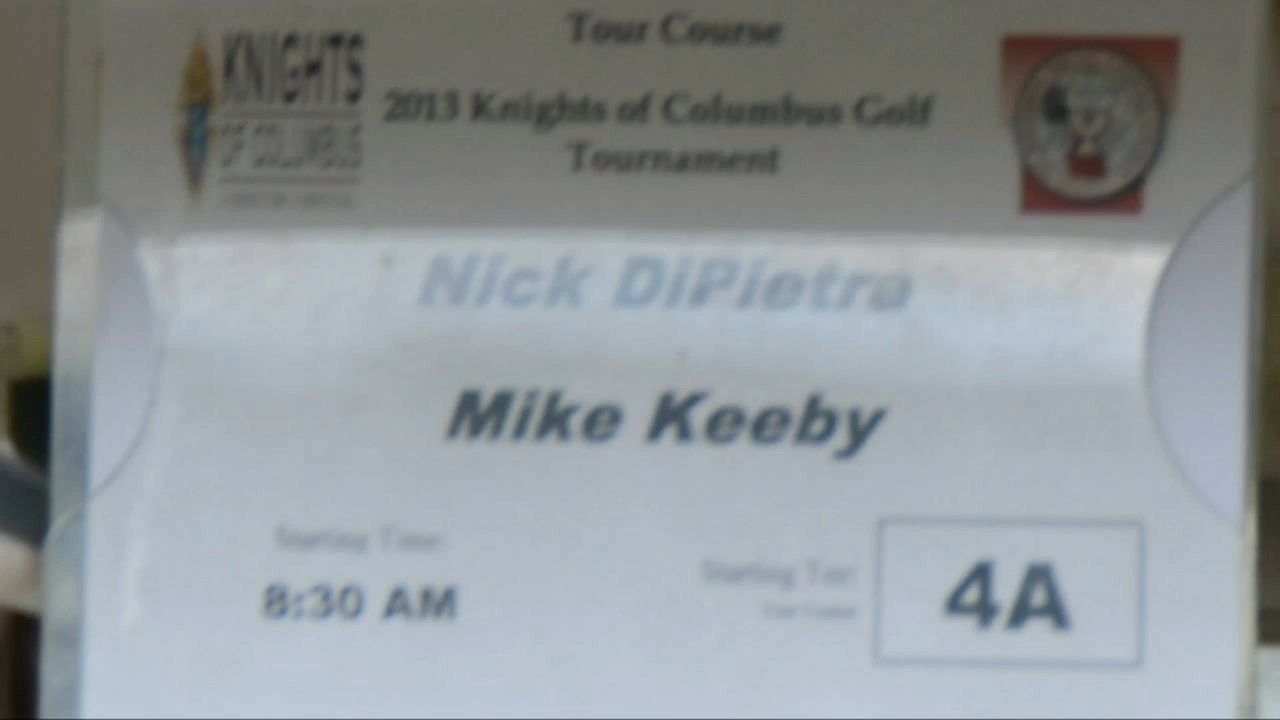 Tour Course
KNIGHTS
OF COLUMBUS
2013 Knights of Columbus Golf
Tournament
Nick DiPietra
Mike Keeby
Starting Time:
8:30 AM
Starting Tee:
4A